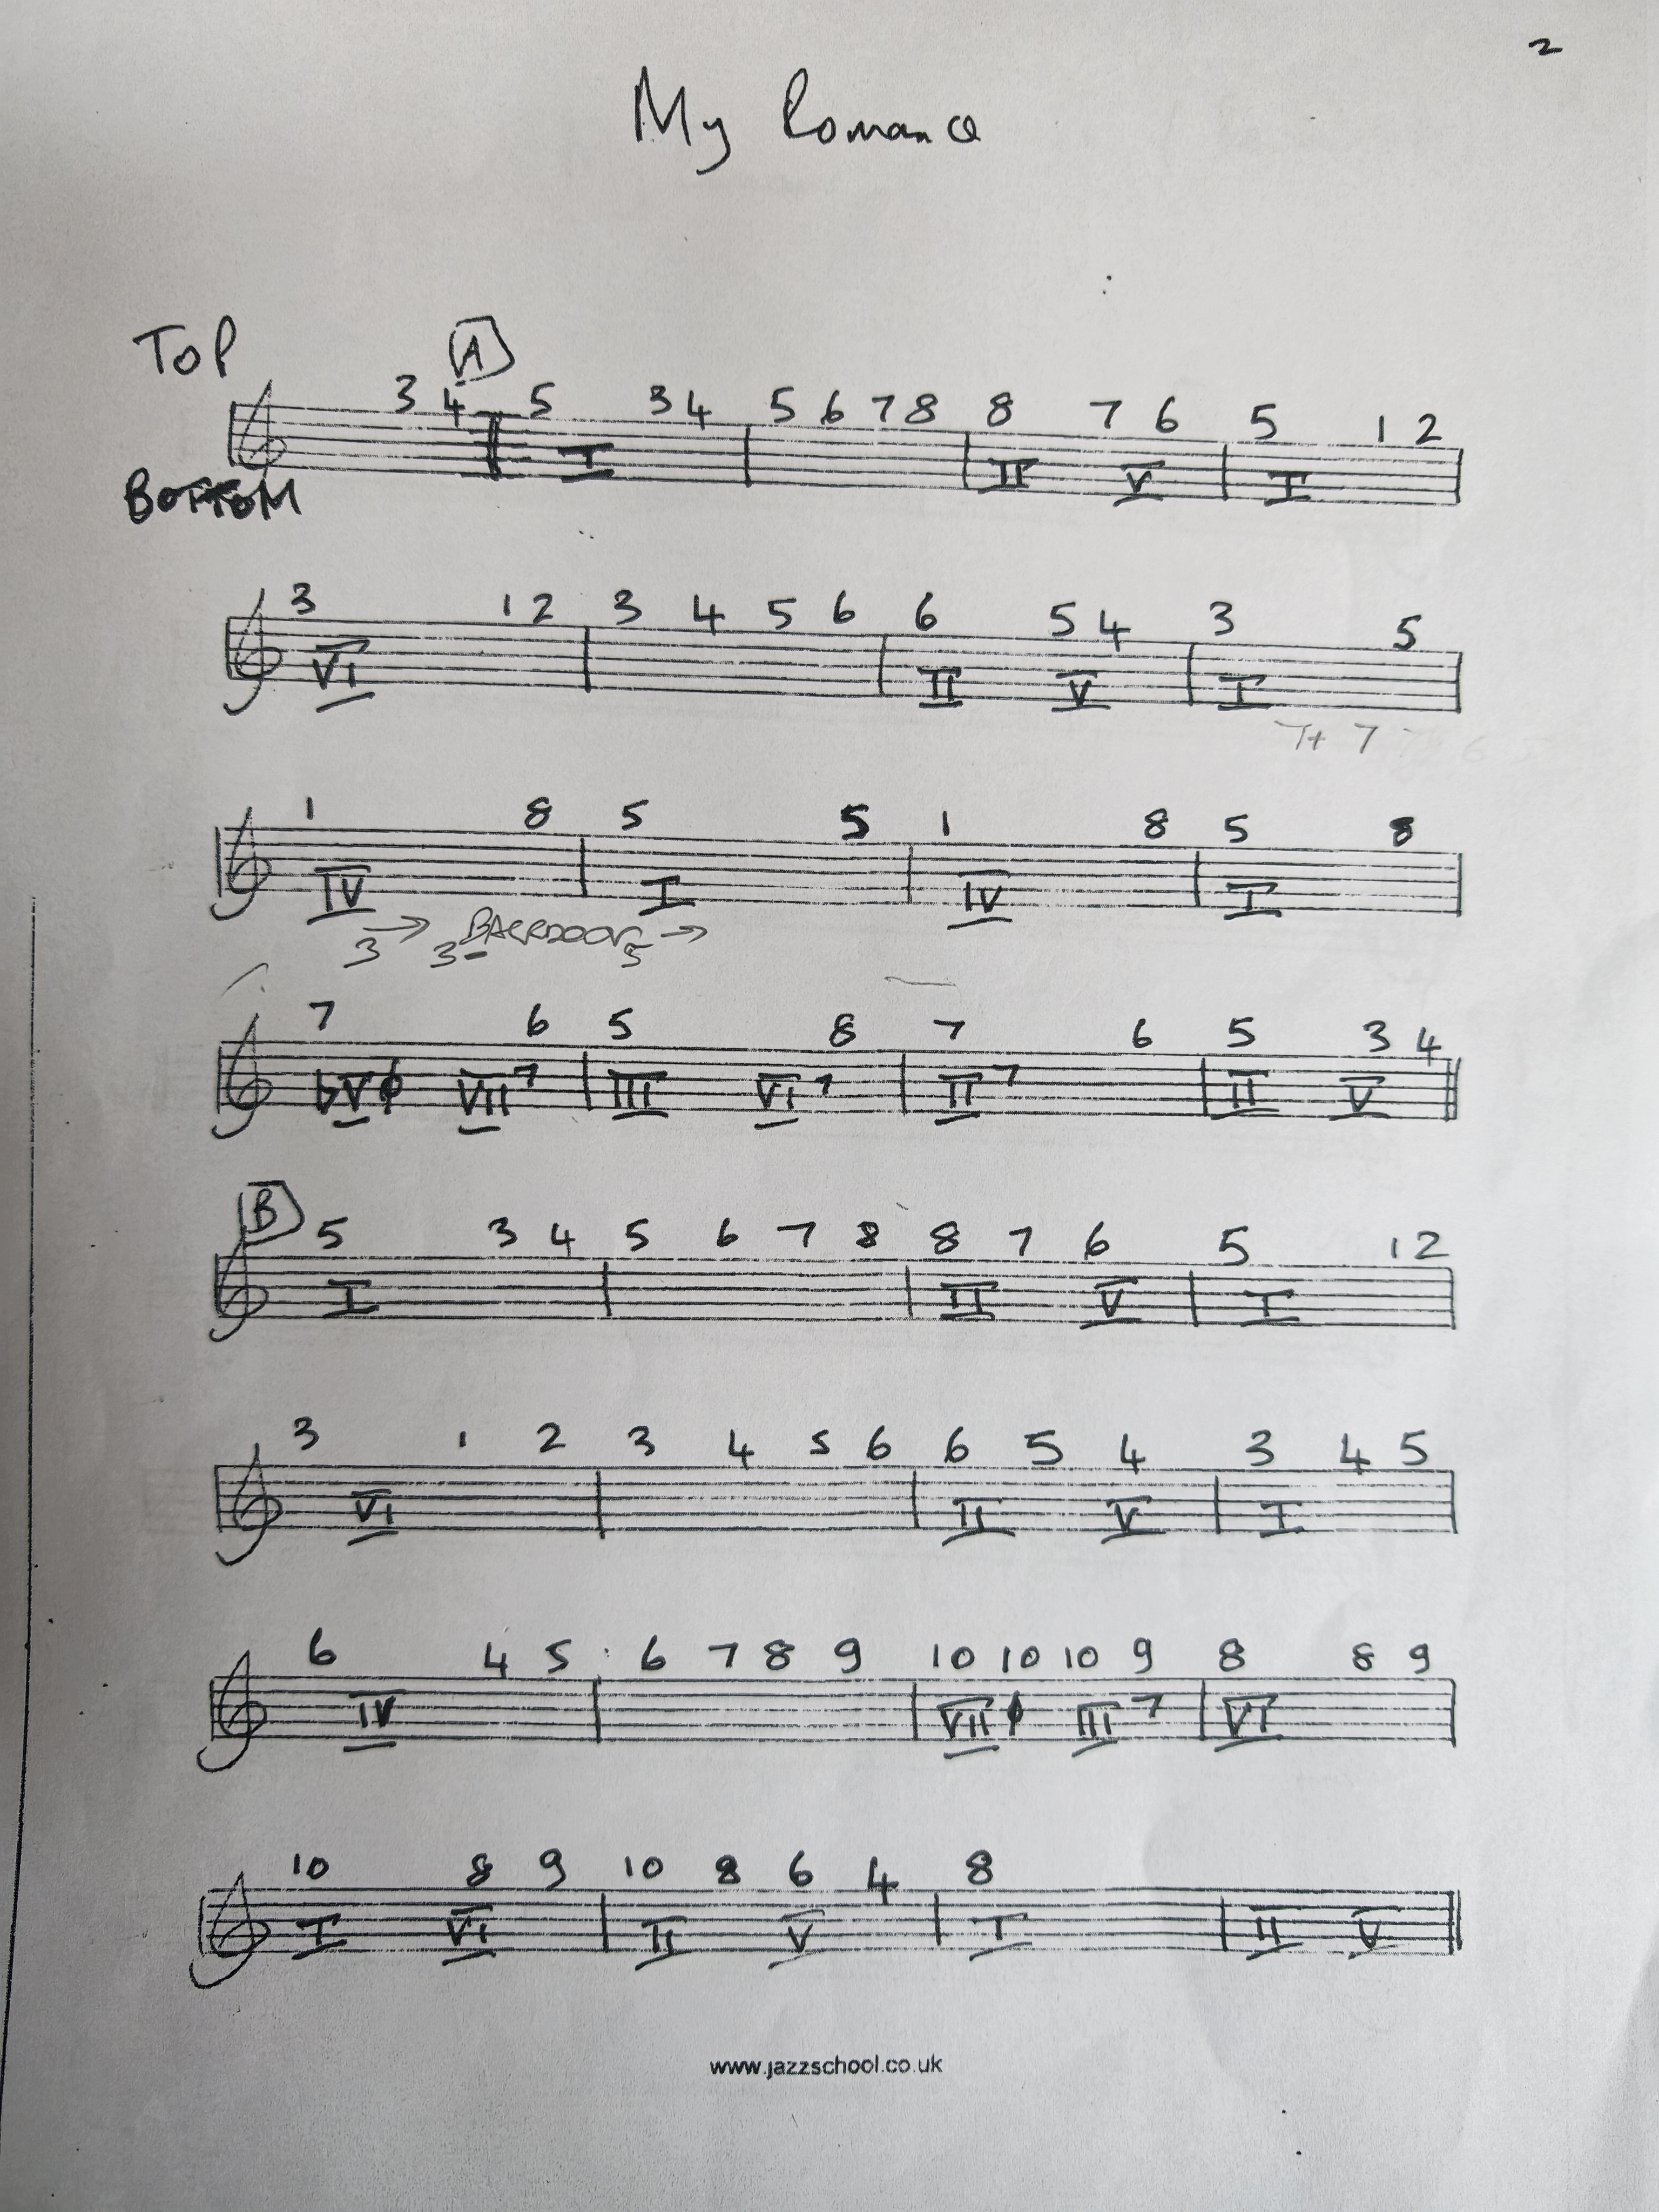 2
My Romance
TOP
A
3 4 5 3 4 5 6 7 8 8 7 6 5 1 2
I II V I
BOTTOM
3 1 2 3 4 5 6 6 5 4 3 5
VI II V I
7+ 7
1 8 5 5 1 8 5 8
IV I IV I
3 → 3- BACKDOOR 5 →
7 6 5 8 7 6 5 3 4
bVø VII7 III VI7 II7 II V
B
5 3 4 5 6 7 8 8 7 6 5 1 2
I II V I
3 1 2 3 4 5 6 6 5 4 3 4 5
VI II V I
6 4 5 6 7 8 9 10 10 10 9 8 8 9
IV VIIø III7 VI
10 8 9 10 8 6 4 8
I VI II V I II V
www.jazzschool.co.uk